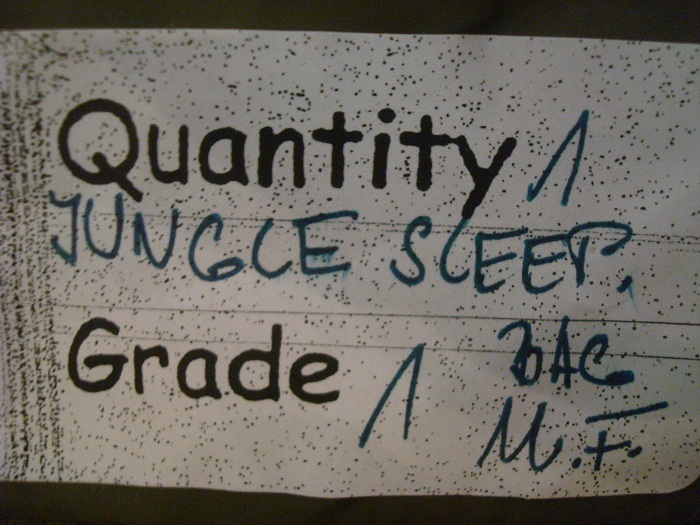 Quantity 1
JUNGLE SLEEP.
BAG
Grade 1
M.F.